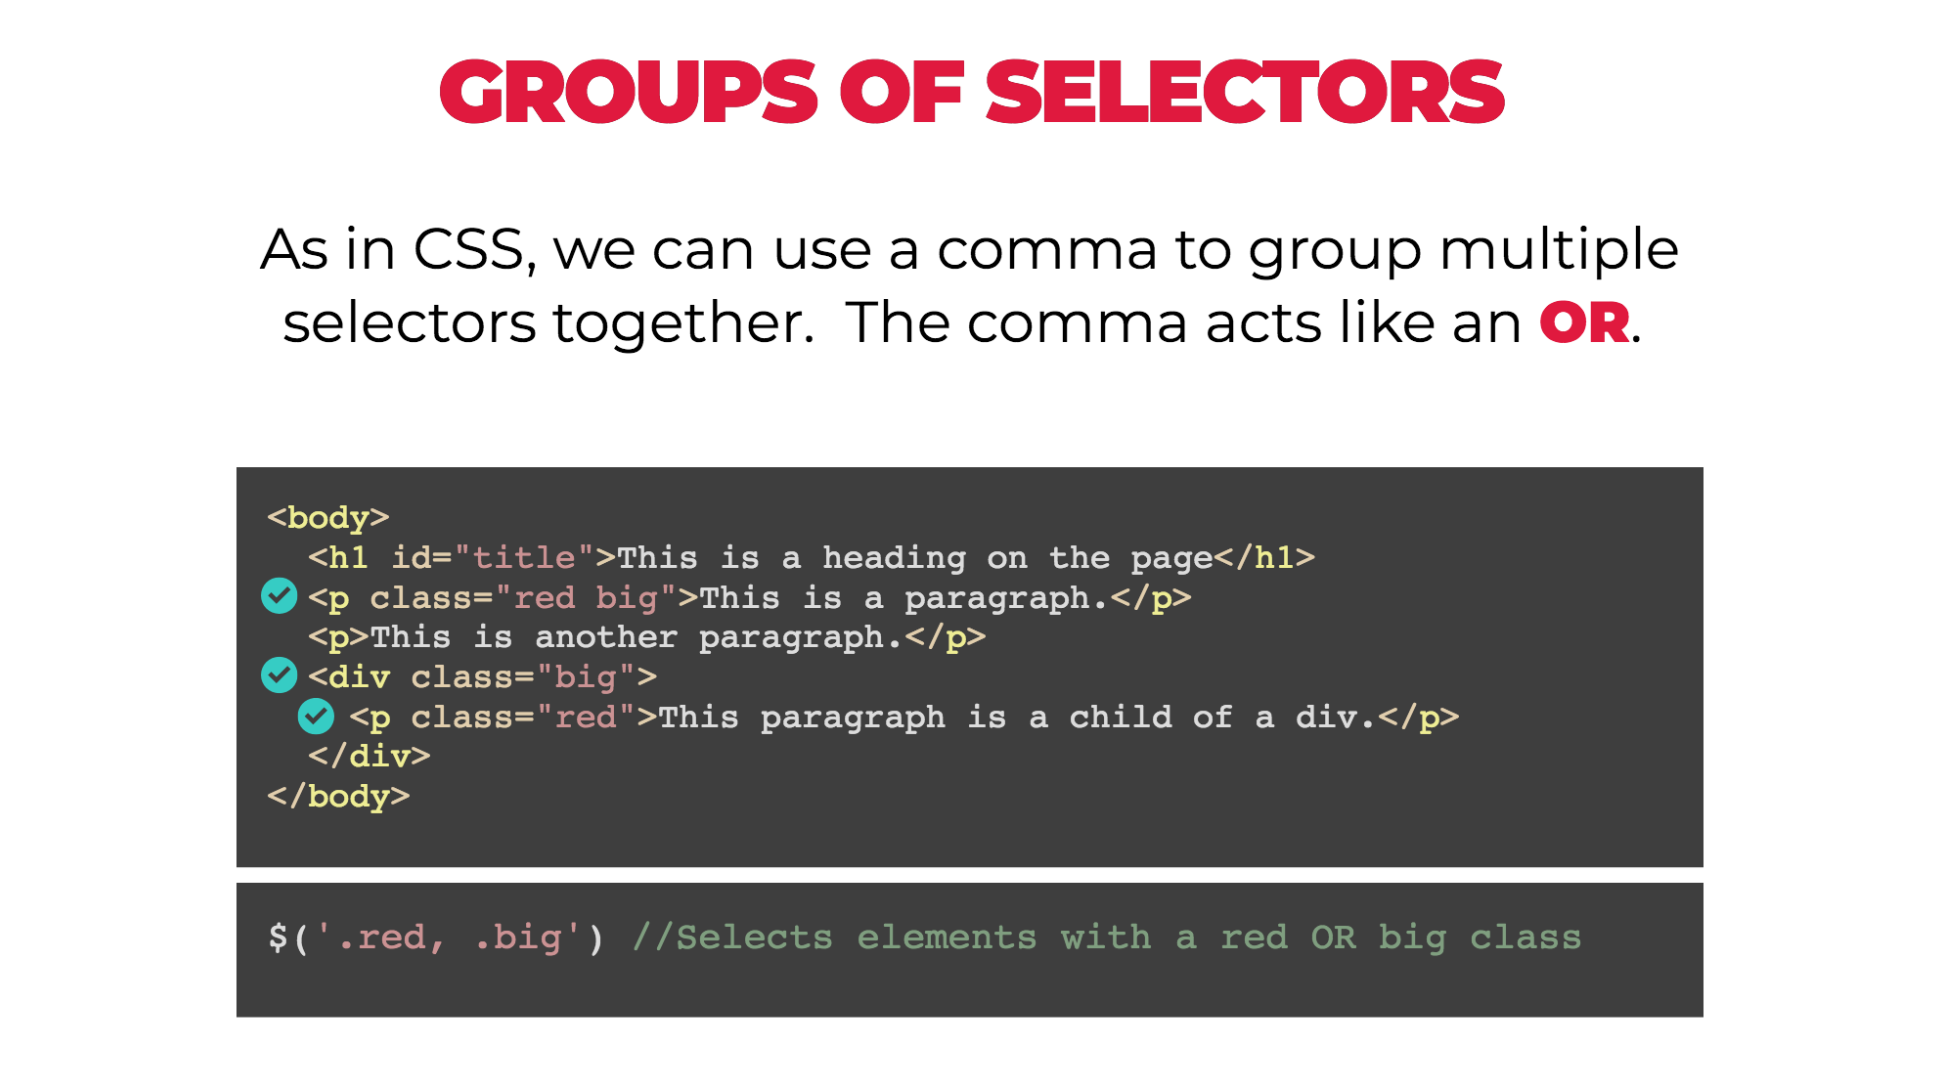 GROUPS OF SELECTORS
As in CSS, we can use a comma to group multiple
selectors together.  The comma acts like an OR.
<body>
  <h1 id="title">This is a heading on the page</h1>
  <p class="red big">This is a paragraph.</p>
  <p>This is another paragraph.</p>
  <div class="big">
    <p class="red">This paragraph is a child of a div.</p>
  </div>
</body>
$('.red, .big') //Selects elements with a red OR big class